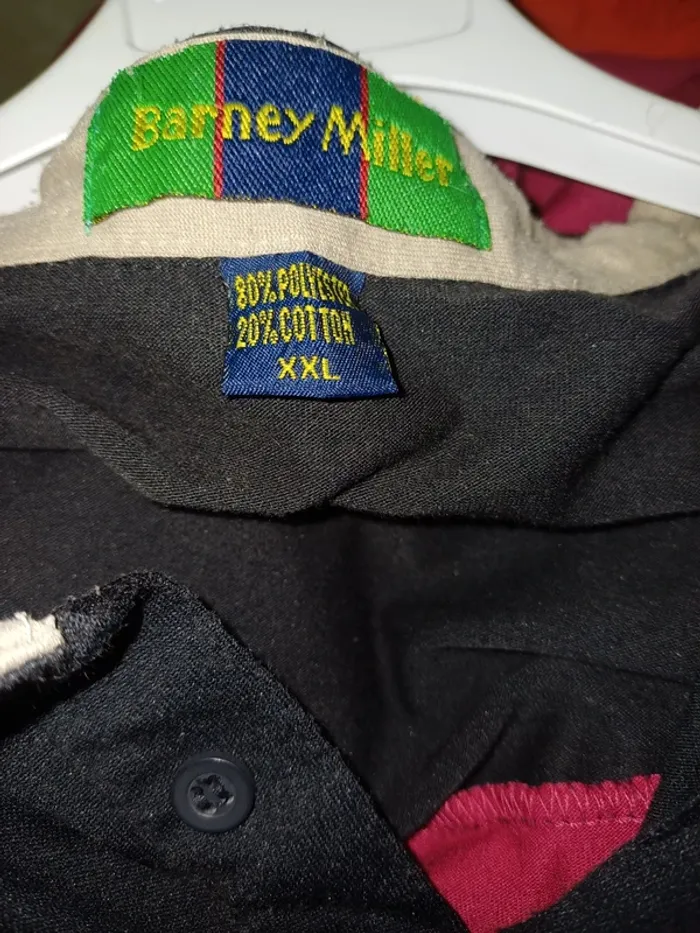 Barney Miller
80% POLYESTER
20% COTTON
XXL